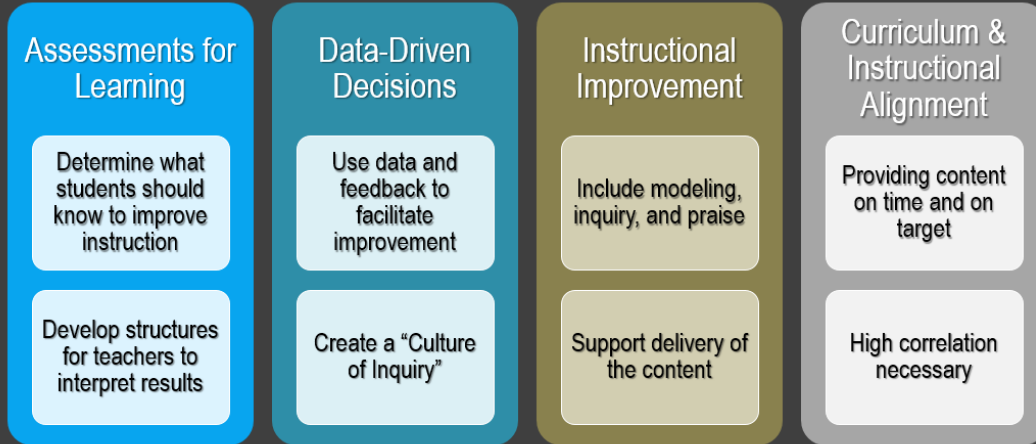 Assessments for
Learning
Determine what
students should
know to improve
instruction
Develop structures
for teachers to
interpret results
Data-Driven
Decisions
Use data and
feedback to
facilitate
improvement
Create a “Culture
of Inquiry”
Instructional
Improvement
Include modeling,
inquiry, and praise
Support delivery of
the content
Curriculum &
Instructional
Alignment
Providing content
on time and on
target
High correlation
necessary